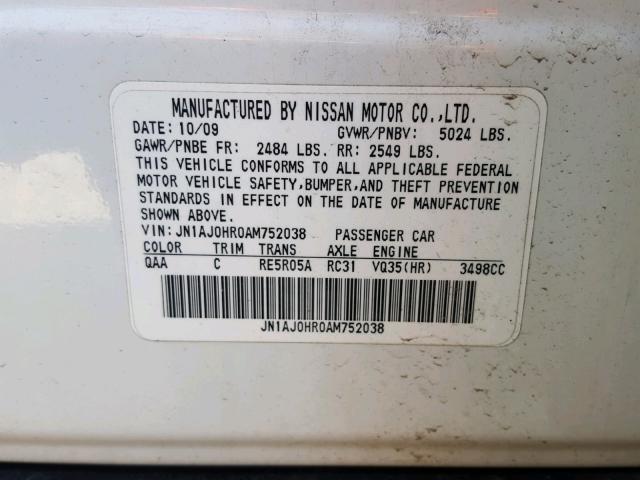 MANUFACTURED BY NISSAN MOTOR CO.,LTD.
DATE: 10/09 GVWR/PNBV: 5024 LBS.
GAWR/PNBE FR: 2484 LBS. RR: 2549 LBS.
THIS VEHICLE CONFORMS TO ALL APPLICABLE FEDERAL
MOTOR VEHICLE SAFETY,BUMPER,AND THEFT PREVENTION
STANDARDS IN EFFECT ON THE DATE OF MANUFACTURE
SHOWN ABOVE.
VIN: JN1AJ0HR0AM752038 PASSENGER CAR
COLOR TRIM TRANS AXLE ENGINE
QAA C RE5R05A RC31 VQ35(HR) 3498CC
JN1AJ0HR0AM752038